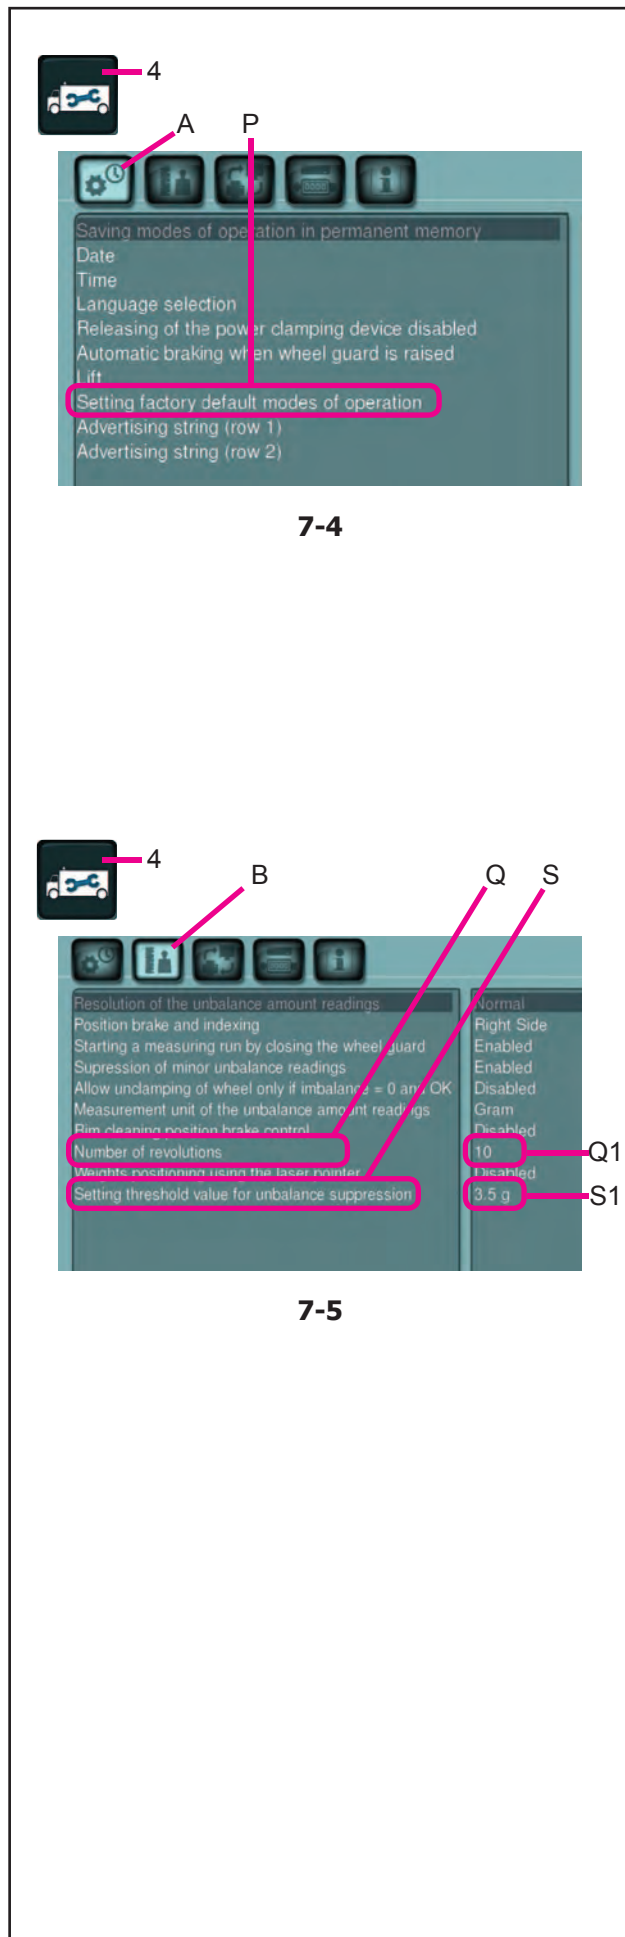 4
A P
Saving modes of operation in permanent memory
Date
Time
Language selection
Releasing of the power clamping device disabled
Automatic braking when wheel guard is raised
Lift
Setting factory default modes of operation
Advertising string (row 1)
Advertising string (row 2)
7-4
4
B Q S
Resolution of the unbalance amount readings Normal
Position brake and indexing Right Side
Starting a measuring run by closing the wheel guard Enabled
Supression of minor unbalance readings Enabled
Allow unclamping of wheel only if imbalance = 0 and OK Disabled
Measurement unit of the unbalance amount readings Gram
Rim cleaning position brake control Disabled
Number of revolutions 10 Q1
Weights positioning using the laser pointer Disabled
Setting threshold value for unbalance suppression 3.5 g S1
7-5